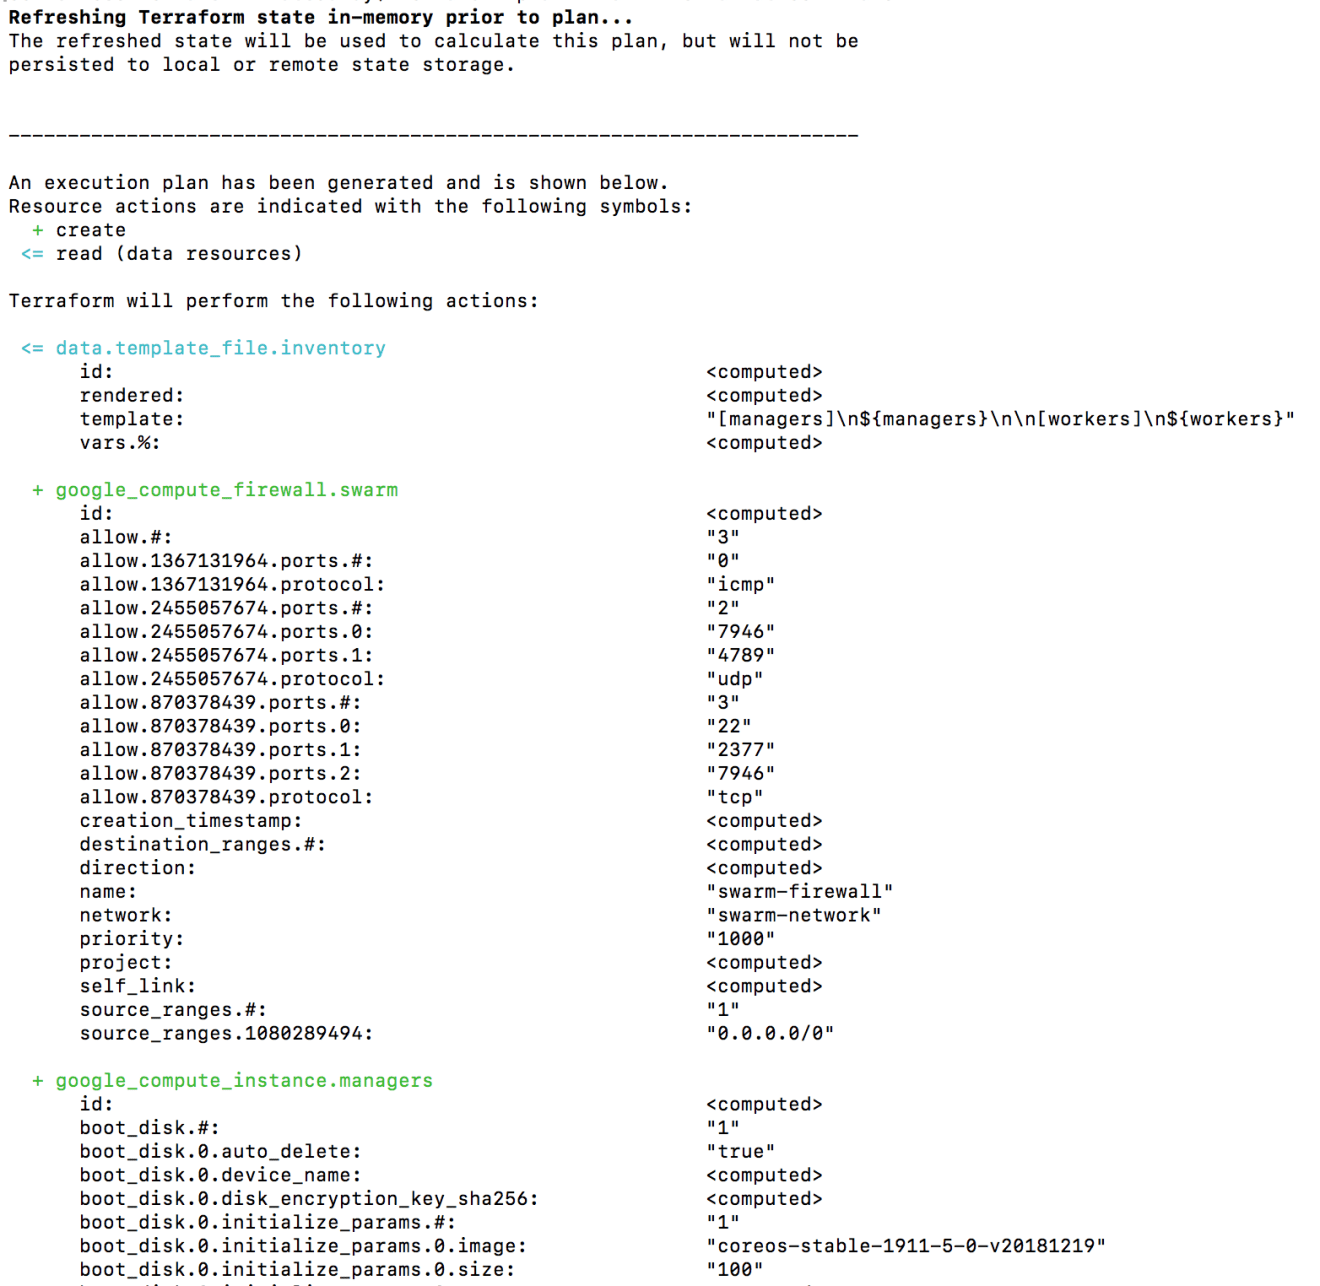 Refreshing Terraform state in-memory prior to plan...
The refreshed state will be used to calculate this plan, but will not be
persisted to local or remote state storage.
------------------------------------------------------------------------
An execution plan has been generated and is shown below.
Resource actions are indicated with the following symbols:
+ create
<= read (data resources)
Terraform will perform the following actions:
<= data.template_file.inventory
id: <computed>
rendered: <computed>
template: "[managers]\n${managers}\n\n[workers]\n${workers}"
vars.%: <computed>
+ google_compute_firewall.swarm
id: <computed>
allow.#: "3"
allow.1367131964.ports.#: "0"
allow.1367131964.protocol: "icmp"
allow.2455057674.ports.#: "2"
allow.2455057674.ports.0: "7946"
allow.2455057674.ports.1: "4789"
allow.2455057674.protocol: "udp"
allow.870378439.ports.#: "3"
allow.870378439.ports.0: "22"
allow.870378439.ports.1: "2377"
allow.870378439.ports.2: "7946"
allow.870378439.protocol: "tcp"
creation_timestamp: <computed>
destination_ranges.#: <computed>
direction: <computed>
name: "swarm-firewall"
network: "swarm-network"
priority: "1000"
project: <computed>
self_link: <computed>
source_ranges.#: "1"
source_ranges.1080289494: "0.0.0.0/0"
+ google_compute_instance.managers
id: <computed>
boot_disk.#: "1"
boot_disk.0.auto_delete: "true"
boot_disk.0.device_name: <computed>
boot_disk.0.disk_encryption_key_sha256: <computed>
boot_disk.0.initialize_params.#: "1"
boot_disk.0.initialize_params.0.image: "coreos-stable-1911-5-0-v20181219"
boot_disk.0.initialize_params.0.size: "100"